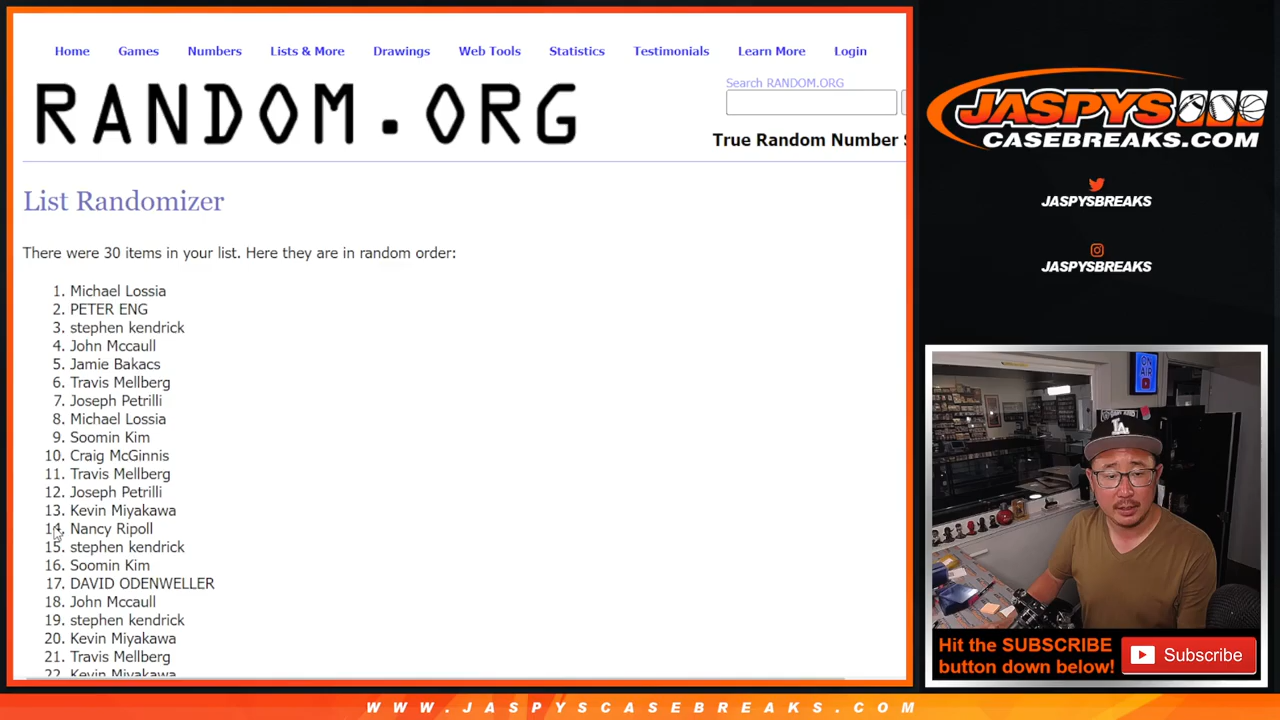 Home Games Numbers Lists & More Drawings Web Tools Statistics Testimonials Learn More Login
RANDOM.ORG
Search RANDOM.ORG
True Random Number S
List Randomizer
There were 30 items in your list. Here they are in random order:
1. Michael Lossia
2. PETER ENG
3. stephen kendrick
4. John Mccaull
5. Jamie Bakacs
6. Travis Mellberg
7. Joseph Petrilli
8. Michael Lossia
9. Soomin Kim
10. Craig McGinnis
11. Travis Mellberg
12. Joseph Petrilli
13. Kevin Miyakawa
14. Nancy Ripoll
15. stephen kendrick
16. Soomin Kim
17. DAVID ODENWELLER
18. John Mccaull
19. stephen kendrick
20. Kevin Miyakawa
21. Travis Mellberg
22. Kevin Miyakawa
JASPYS
CASEBREAKS.COM
JASPYSBREAKS
JASPYSBREAKS
ON
AIR
LA
Hit the SUBSCRIBE
button down below!
Subscribe
WWW.JASPYSCASEBREAKS.COM